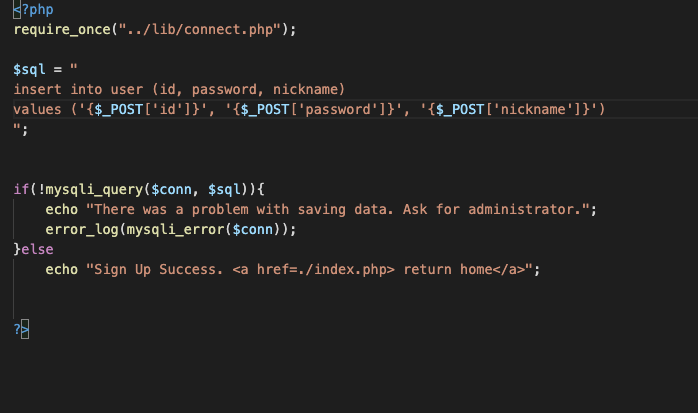 <?php
require_once("../lib/connect.php");
$sql = "
insert into user (id, password, nickname)
values ('{$_POST['id']}', '{$_POST['password']}', '{$_POST['nickname']}')
";
if(!mysqli_query($conn, $sql)){
echo "There was a problem with saving data. Ask for administrator.";
error_log(mysqli_error($conn));
}else
echo "Sign Up Success. <a href=./index.php> return home</a>";
?>